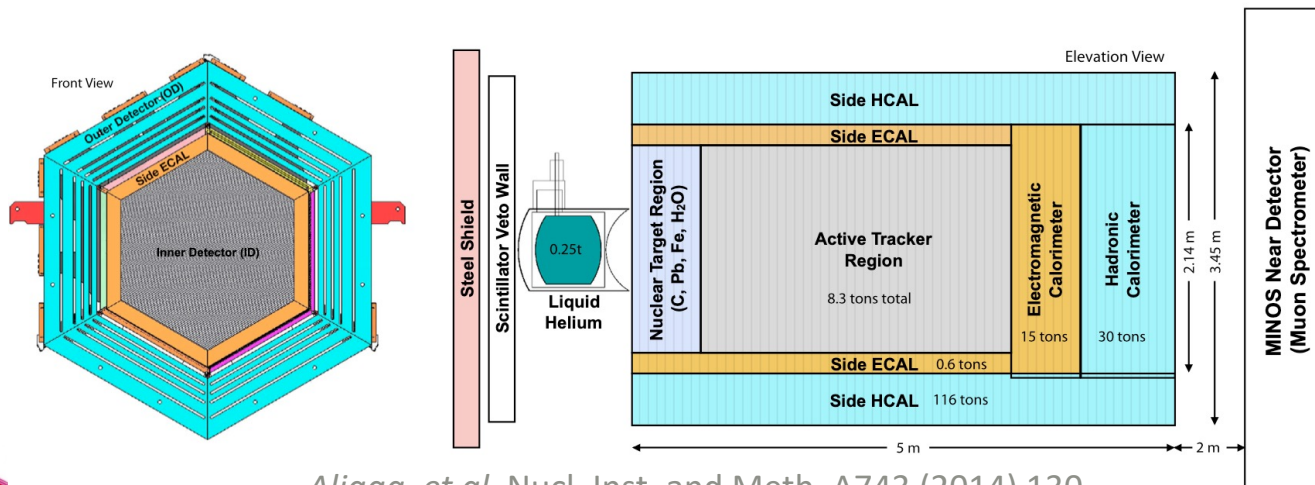 Front View
Outer Detector (OD)
Side ECAL
Inner Detector (ID)
Steel Shield
Scintillator Veto Wall
0.25t
Liquid
Helium
Elevation View
Side HCAL
Side ECAL
Nuclear Target Region
(C, Pb, Fe, H₂O)
Active Tracker
Region
8.3 tons total
Electromagnetic
Calorimeter
15 tons
Hadronic
Calorimeter
30 tons
Side ECAL 0.6 tons
Side HCAL 116 tons
2.14 m
3.45 m
5 m
2 m
MINOS Near Detector
(Muon Spectrometer)
Aliaga, et al, Nucl. Inst. and Meth. A743 (2014) 130